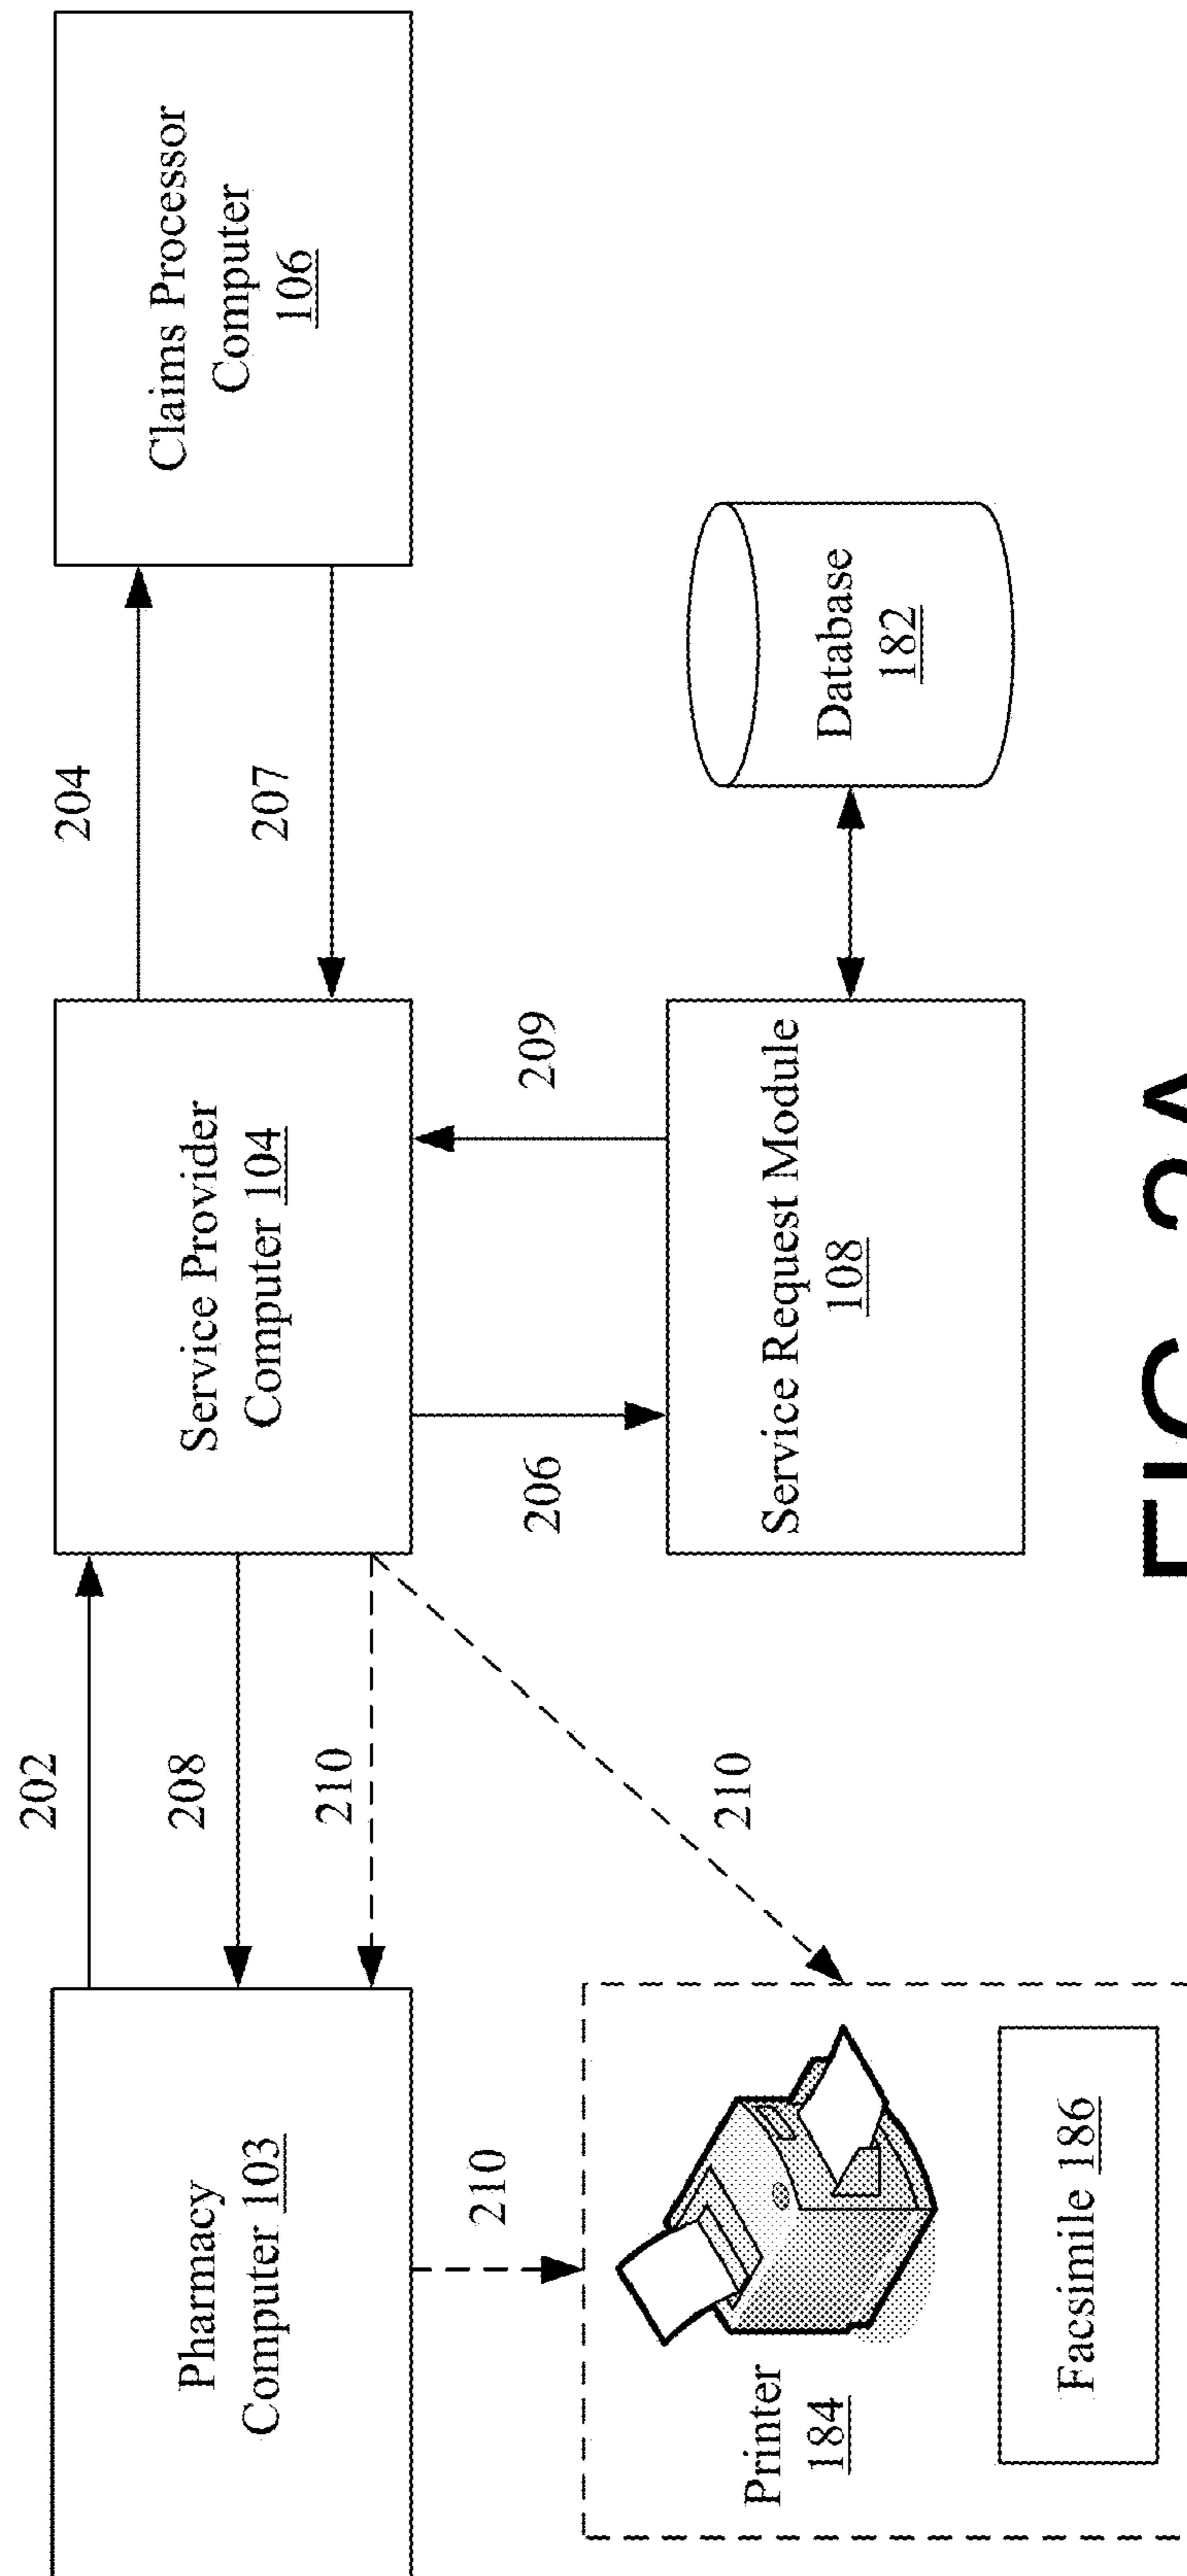 202
208
210
204
207
Pharmacy
Computer 103
Service Provider
Computer 104
Claims Processor
Computer
106
210
210
206
209
Printer
184
Facsimile 186
Service Request Module
108
Database
182